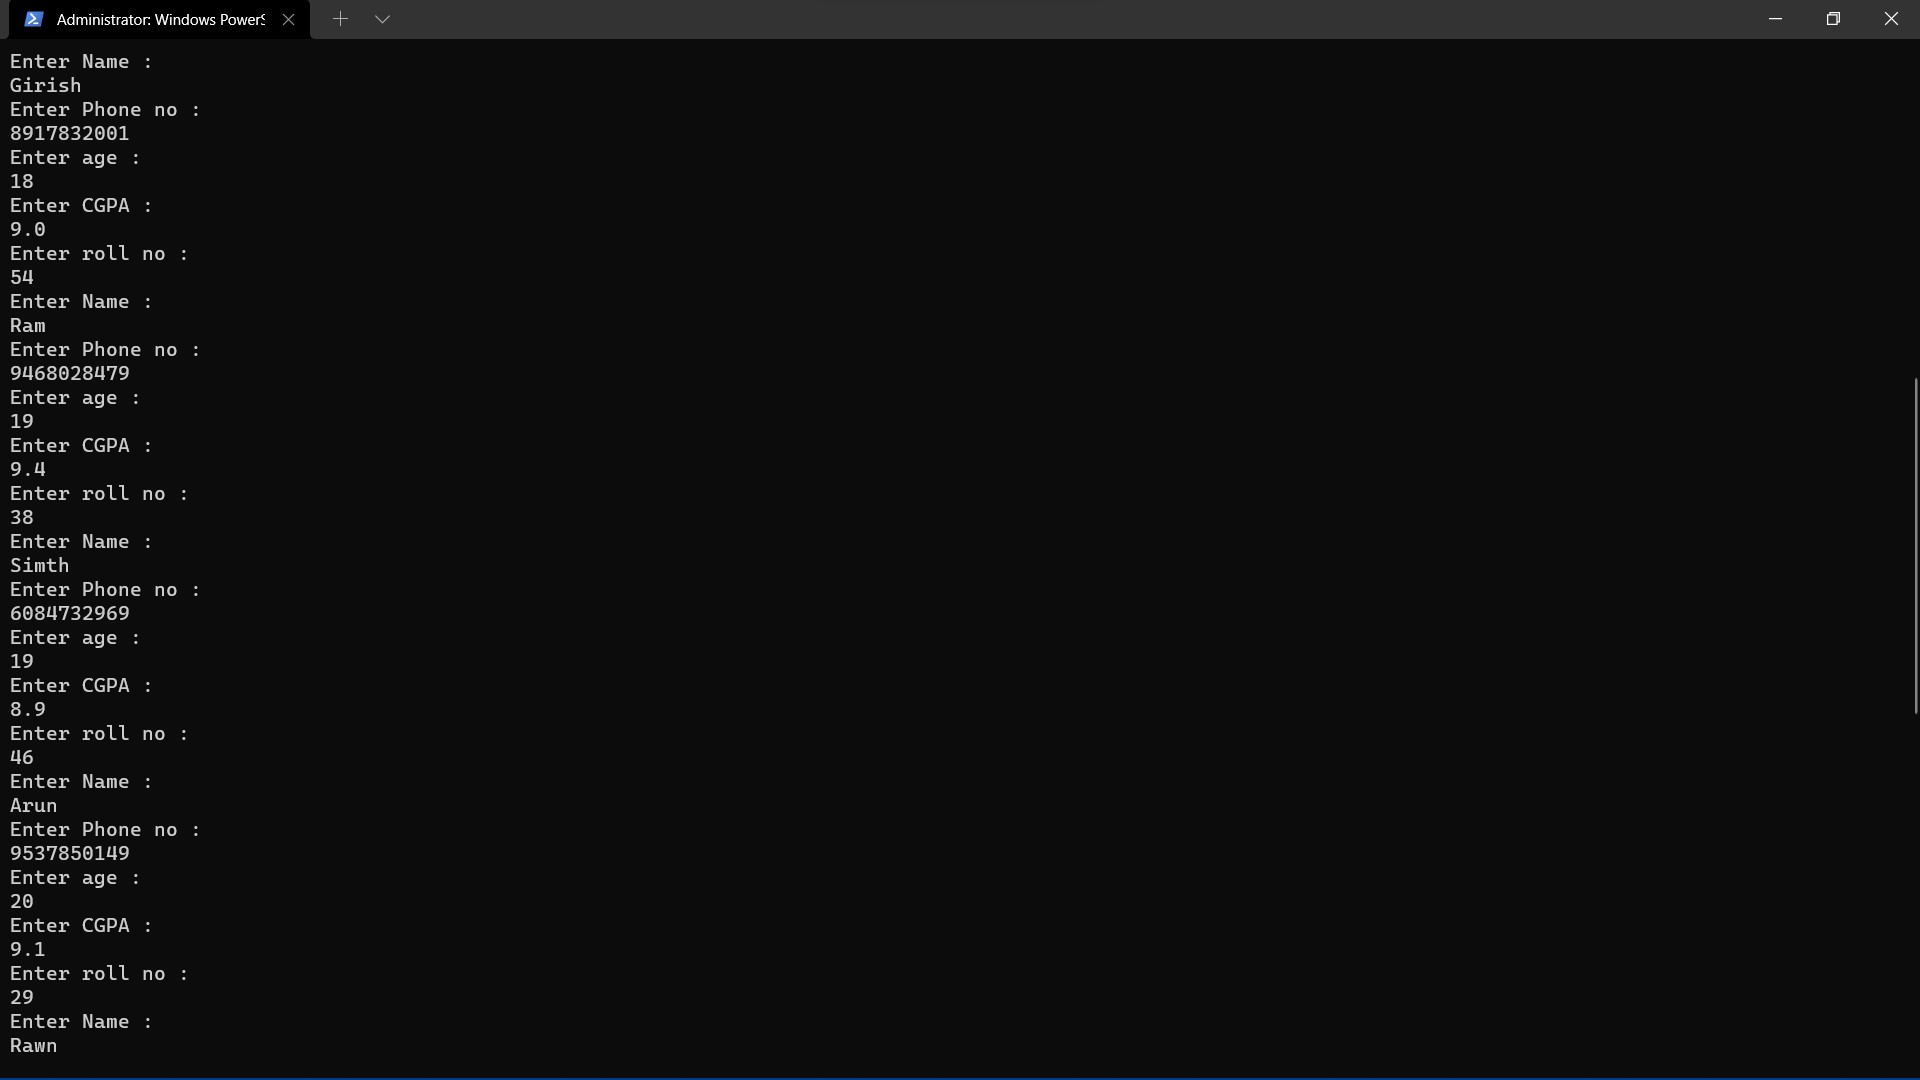 Administrator: Windows PowerS
Enter Name :
Girish
Enter Phone no :
8917832001
Enter age :
18
Enter CGPA :
9.0
Enter roll no :
54
Enter Name :
Ram
Enter Phone no :
9468028479
Enter age :
19
Enter CGPA :
9.4
Enter roll no :
38
Enter Name :
Simth
Enter Phone no :
6084732969
Enter age :
19
Enter CGPA :
8.9
Enter roll no :
46
Enter Name :
Arun
Enter Phone no :
9537850149
Enter age :
20
Enter CGPA :
9.1
Enter roll no :
29
Enter Name :
Rawn